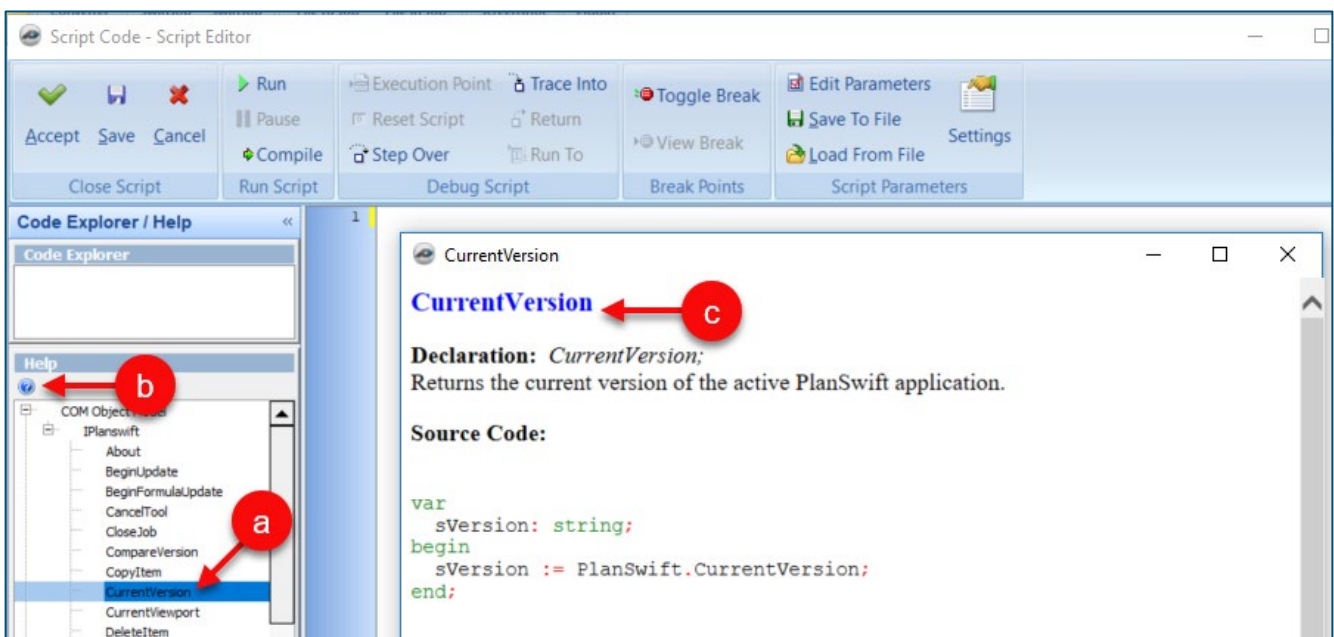 Script Code - Script Editor
Accept Save Cancel
Close Script
Run
Pause
Compile
Run Script
Execution Point Trace Into
Reset Script Return
Step Over Run To
Debug Script
Toggle Break
View Break
Break Points
Edit Parameters
Save To File
Load From File
Settings
Script Parameters
Code Explorer / Help «
Code Explorer
Help
b
COM Object
IPlanswift
About
BeginUpdate
BeginFormulaUpdate
CancelTool
CloseJob
CompareVersion
CopyItem
CurrentVersion
CurrentViewport
DeleteItem
a
1
CurrentVersion
CurrentVersion
c
Declaration: CurrentVersion;
Returns the current version of the active PlanSwift application.
Source Code:
var
sVersion: string;
begin
sVersion := PlanSwift.CurrentVersion;
end;